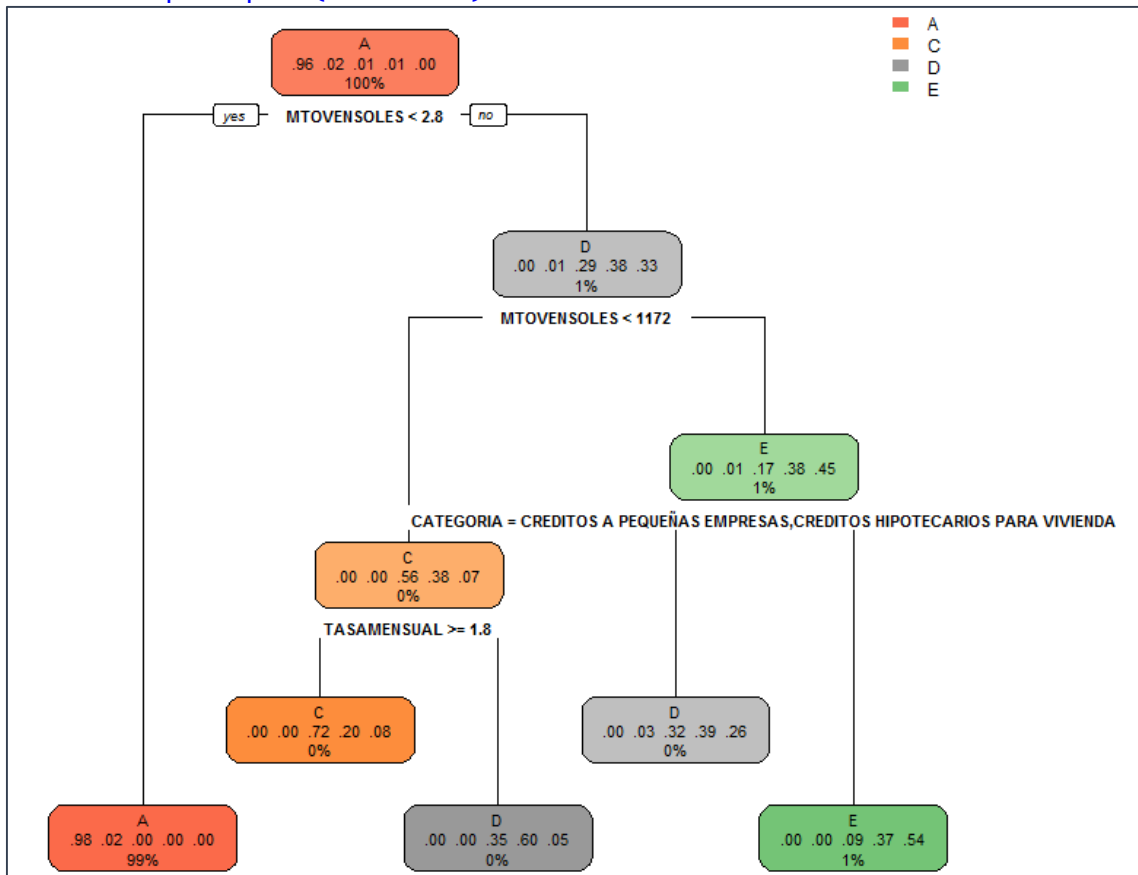 A
C
D
E
A
.96 .02 .01 .01 .00
100%
yes MTOVENSOLES < 2.8 no
D
.00 .01 .29 .38 .33
1%
MTOVENSOLES < 1172
E
.00 .01 .17 .38 .45
1%
CATEGORIA = CREDITOS A PEQUEÑAS EMPRESAS,CREDITOS HIPOTECARIOS PARA VIVIENDA
C
.00 .00 .56 .38 .07
0%
TASAMENSUAL >= 1.8
C
.00 .00 .72 .20 .08
0%
D
.00 .03 .32 .39 .26
0%
A
.98 .02 .00 .00 .00
99%
D
.00 .00 .35 .60 .05
0%
E
.00 .00 .09 .37 .54
1%